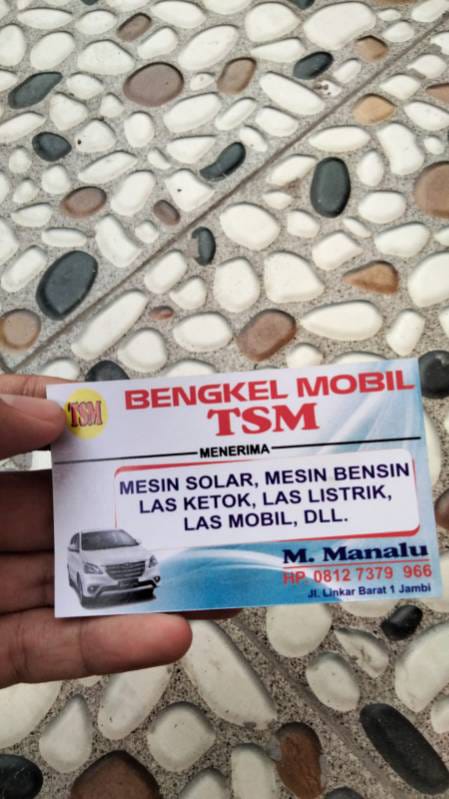 TSM
BENGKEL MOBIL
TSM
MENERIMA
MESIN SOLAR, MESIN BENSIN
LAS KETOK, LAS LISTRIK,
LAS MOBIL, DLL.
M. Manalu
HP. 0812 7379 966
Jl. Linkar Barat 1 Jambi